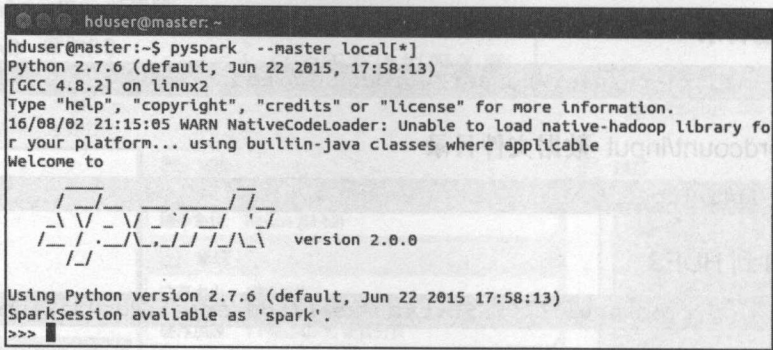 hduser@master: ~
hduser@master:~$ pyspark  --master local[*]
Python 2.7.6 (default, Jun 22 2015, 17:58:13)
[GCC 4.8.2] on linux2
Type "help", "copyright", "credits" or "license" for more information.
16/08/02 21:15:05 WARN NativeCodeLoader: Unable to load native-hadoop library fo
r your platform... using builtin-java classes where applicable
Welcome to
      ____              __
     / __/__  ___ _____/ /__
    _\ \/ _ \/ _ `/ __/  '_/
   /__ / .__/\_,_/_/ /_/\_\   version 2.0.0
      /_/

Using Python version 2.7.6 (default, Jun 22 2015 17:58:13)
SparkSession available as 'spark'.
>>>